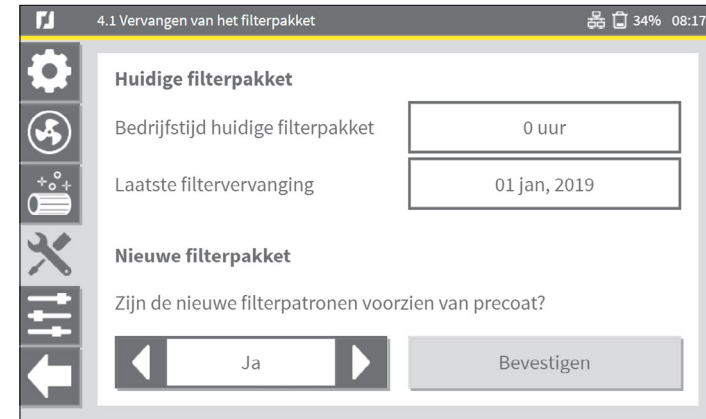 4.1 Vervangen van het filterpakket 34% 08:17
Huidige filterpakket
Bedrijfstijd huidige filterpakket 0 uur
Laatste filtervervanging 01 jan, 2019
Nieuwe filterpakket
Zijn de nieuwe filterpatronen voorzien van precoat?
Ja Bevestigen